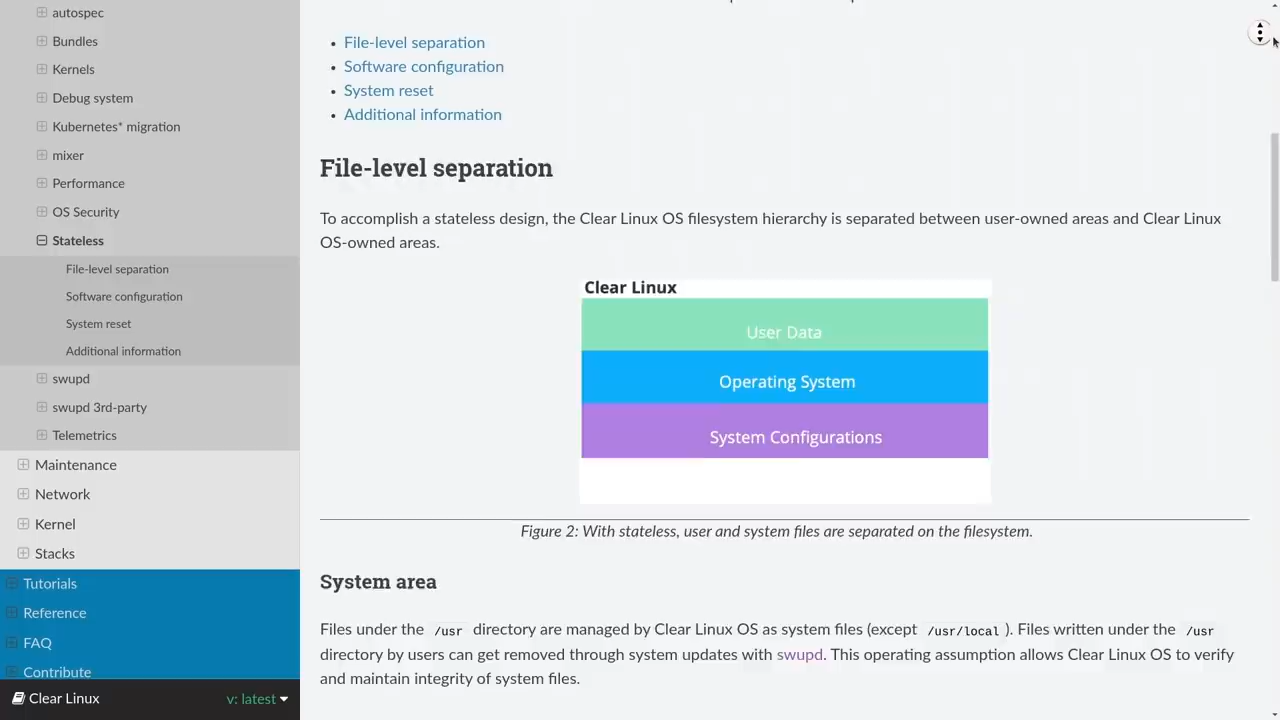 autospec
Bundles
Kernels
Debug system
Kubernetes* migration
mixer
Performance
OS Security
Stateless
File-level separation
Software configuration
System reset
Additional information
swupd
swupd 3rd-party
Telemetrics
Maintenance
Network
Kernel
Stacks
Tutorials
Reference
FAQ
Contribute
Clear Linux
v: latest
File-level separation
Software configuration
System reset
Additional information
File-level separation
To accomplish a stateless design, the Clear Linux OS filesystem hierarchy is separated between user-owned areas and Clear Linux
OS-owned areas.
Clear Linux
User Data
Operating System
System Configurations
Figure 2: With stateless, user and system files are separated on the filesystem.
System area
Files under the /usr directory are managed by Clear Linux OS as system files (except /usr/local ). Files written under the /usr
directory by users can get removed through system updates with swupd. This operating assumption allows Clear Linux OS to verify
and maintain integrity of system files.